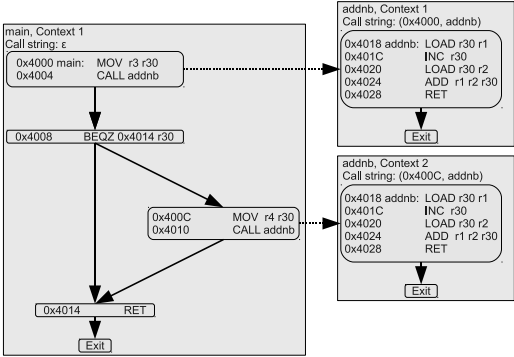 main, Context 1
Call string: ε
0x4000 main: MOV r3 r30
0x4004 CALL addnb
0x4008 BEQZ 0x4014 r30
0x400C MOV r4 r30
0x4010 CALL addnb
0x4014 RET
Exit
addnb, Context 1
Call string: (0x4000, addnb)
0x4018 addnb: LOAD r30 r1
0x401C INC r30
0x4020 LOAD r30 r2
0x4024 ADD r1 r2 r30
0x4028 RET
Exit
addnb, Context 2
Call string: (0x400C, addnb)
0x4018 addnb: LOAD r30 r1
0x401C INC r30
0x4020 LOAD r30 r2
0x4024 ADD r1 r2 r30
0x4028 RET
Exit